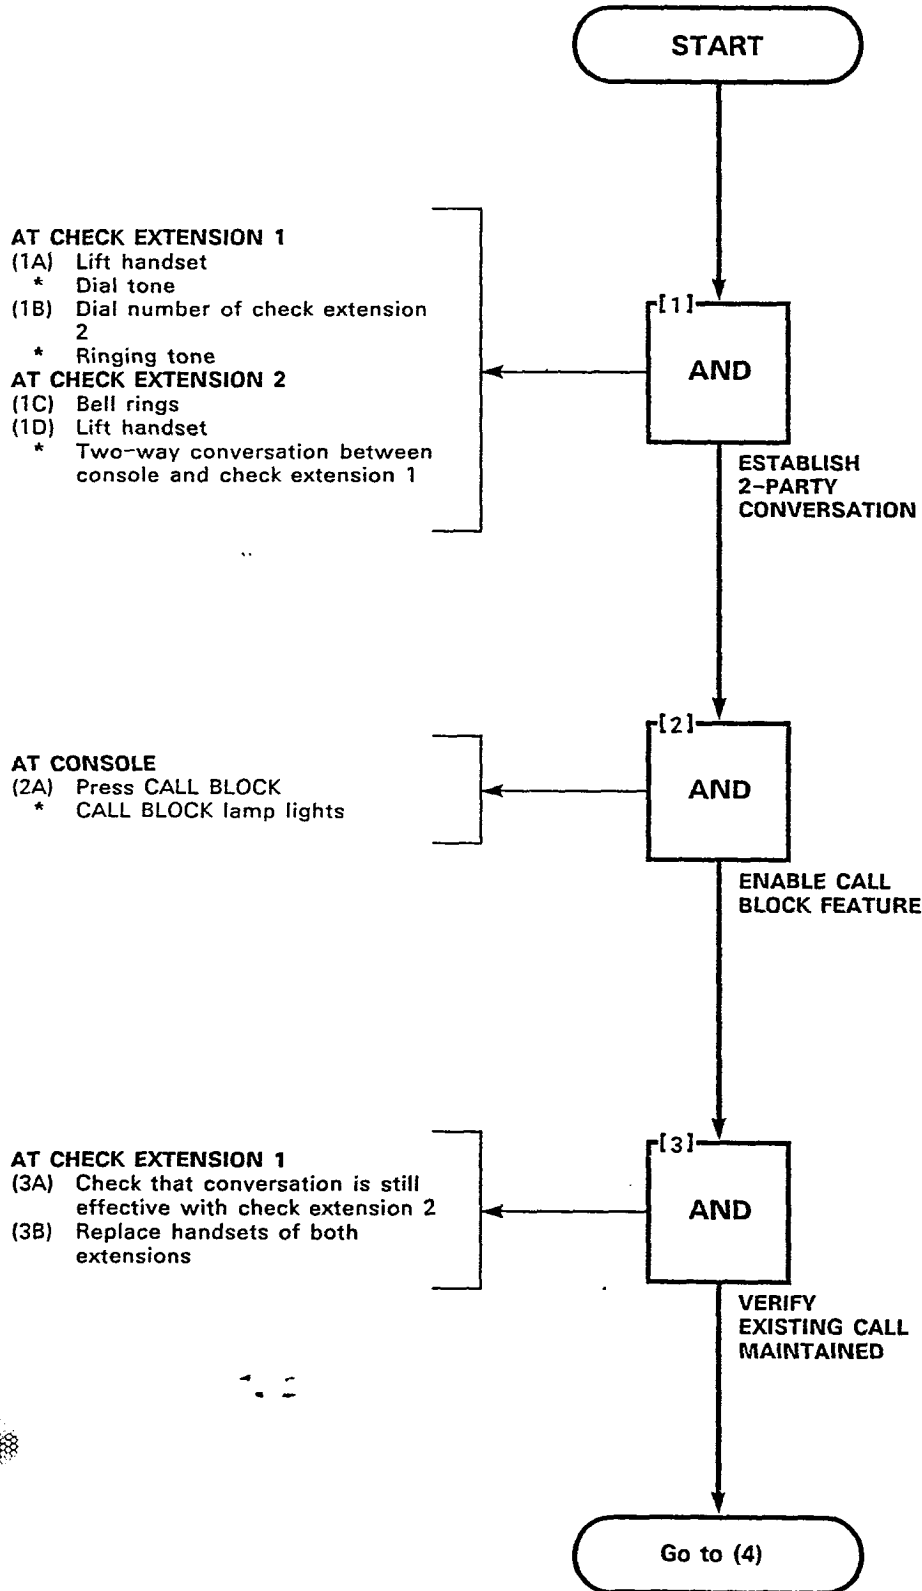 START
AT CHECK EXTENSION 1
(1A) Lift handset
* Dial tone
(1B) Dial number of check extension
2
* Ringing tone
AT CHECK EXTENSION 2
(1C) Bell rings
(1D) Lift handset
* Two-way conversation between
console and check extension 1
[1]
AND
ESTABLISH
2-PARTY
CONVERSATION
AT CONSOLE
(2A) Press CALL BLOCK
* CALL BLOCK lamp lights
[2]
AND
ENABLE CALL
BLOCK FEATURE
AT CHECK EXTENSION 1
(3A) Check that conversation is still
effective with check extension 2
(3B) Replace handsets of both
extensions
[3]
AND
VERIFY
EXISTING CALL
MAINTAINED
Go to (4)